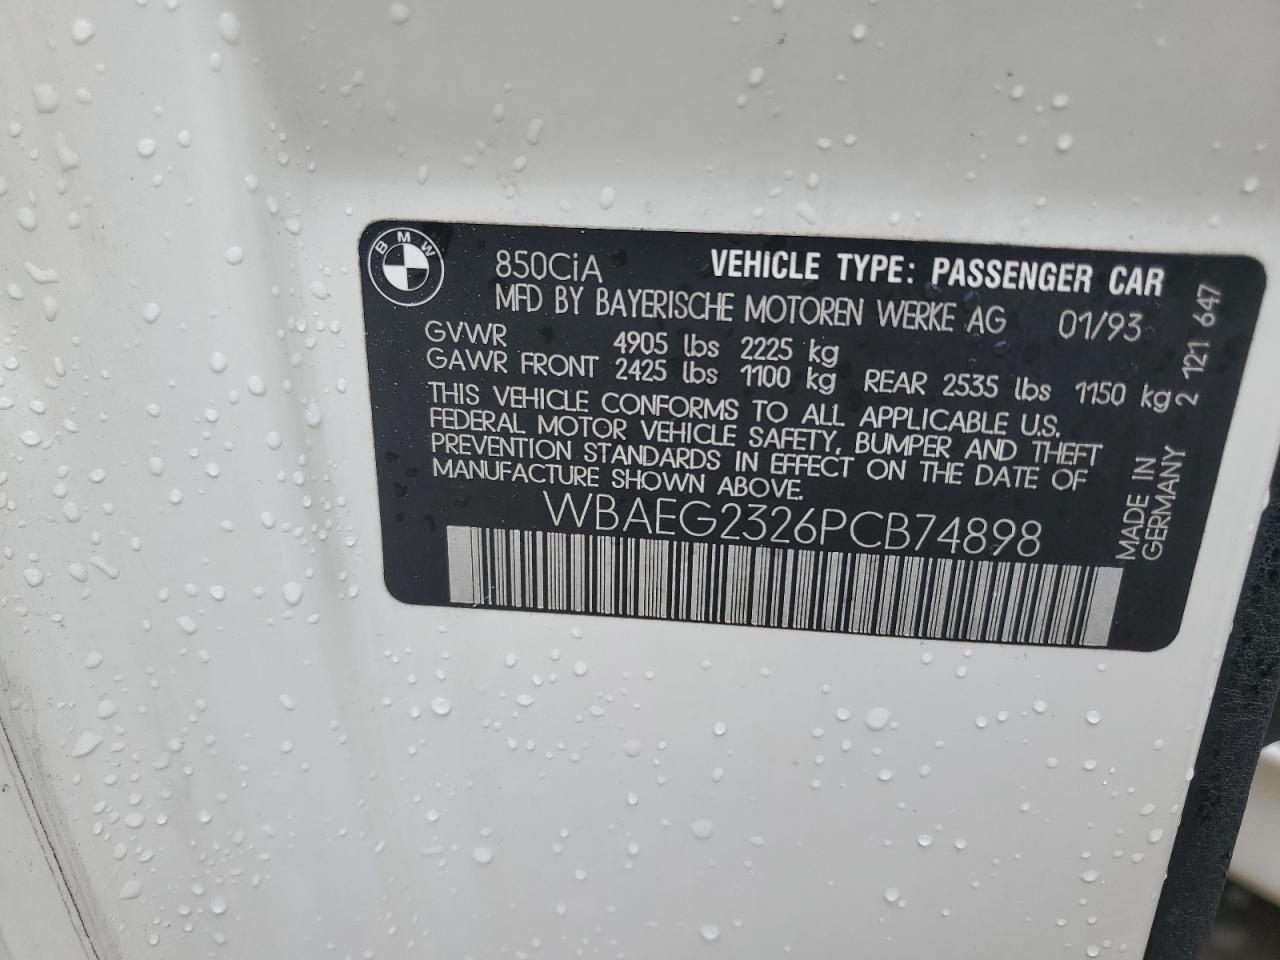 BMW
850CiA VEHICLE TYPE: PASSENGER CAR
MFD BY BAYERISCHE MOTOREN WERKE AG 01/93
GVWR 4905 lbs 2225 kg
GAWR FRONT 2425 lbs 1100 kg REAR 2535 lbs 1150 kg
THIS VEHICLE CONFORMS TO ALL APPLICABLE U.S.
FEDERAL MOTOR VEHICLE SAFETY, BUMPER AND THEFT
PREVENTION STANDARDS IN EFFECT ON THE DATE OF
MANUFACTURE SHOWN ABOVE.
WBAEG2326PCB74898
2 121 647
MADE IN
GERMANY